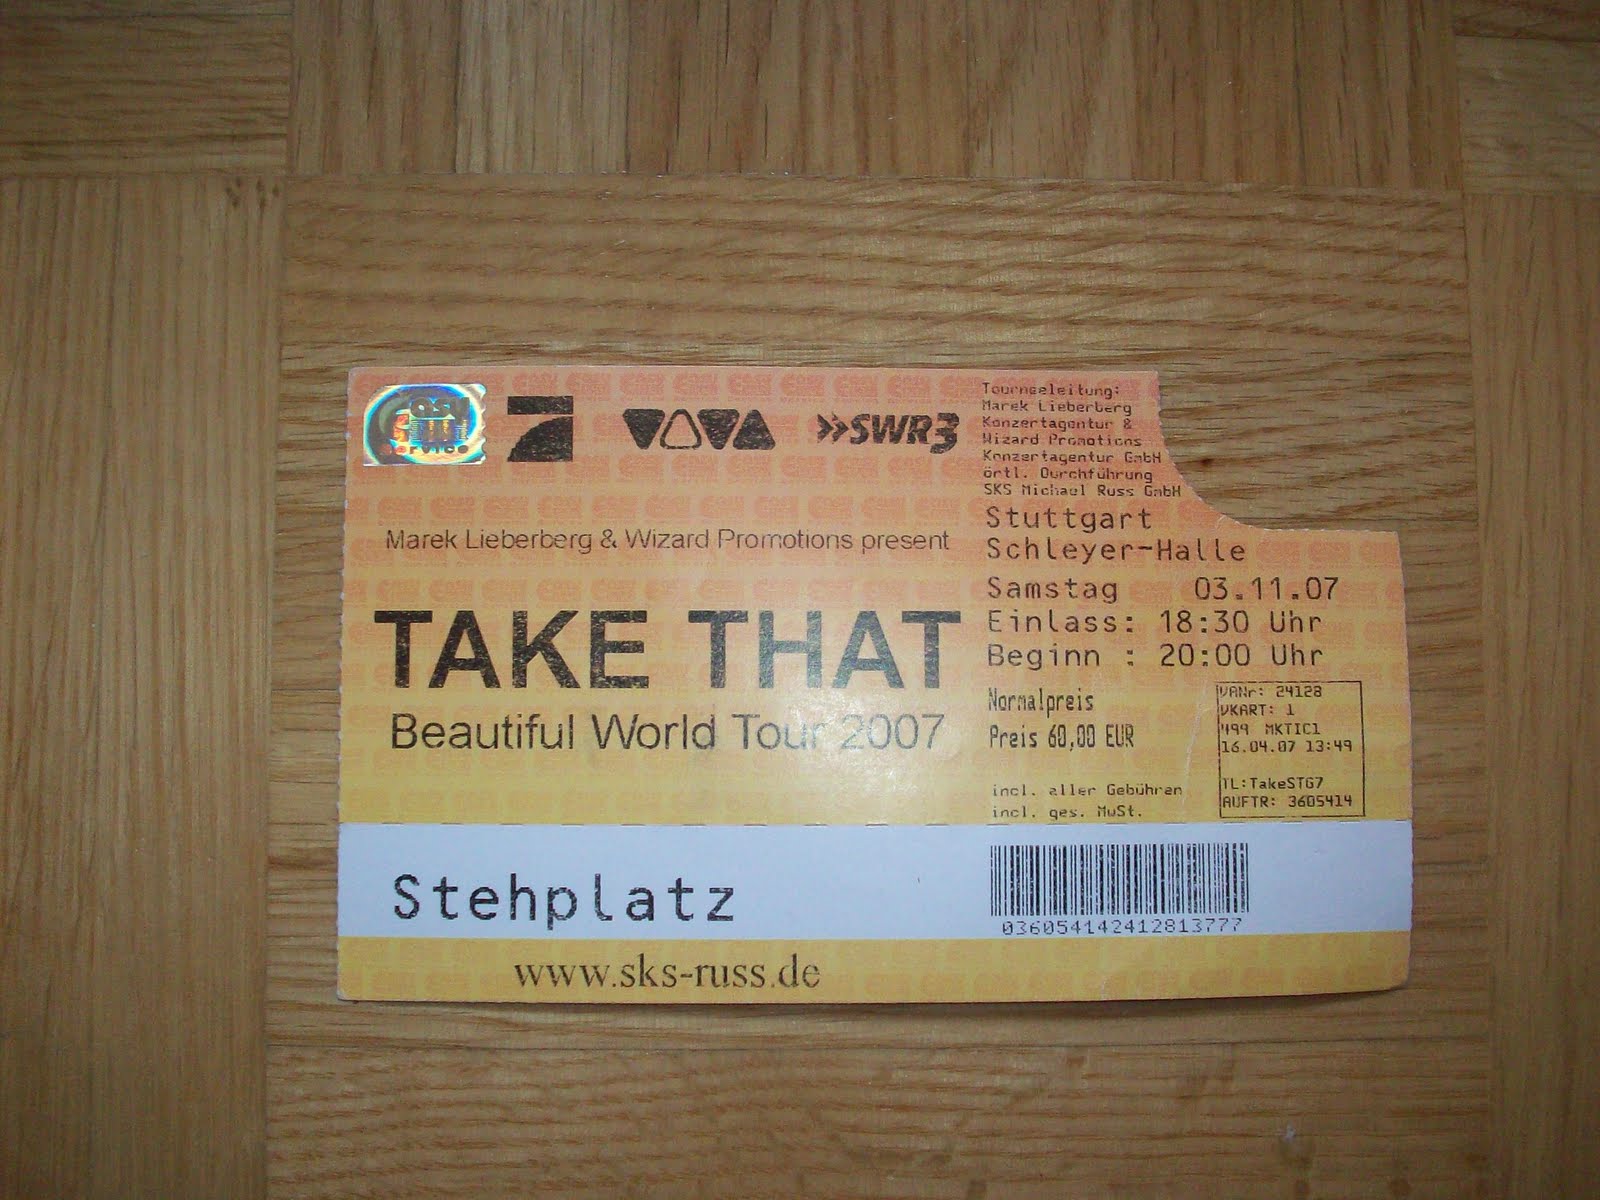 easy
service
7
VIVA
SWR3
Marek Lieberberg & Wizard Promotions present
TAKE THAT
Beautiful World Tour 2007
Tourneeleitung:
Marek Lieberberg
Konzertagentur &
Wizard Promotions
Konzertagentur GmbH
örtl. Durchführung
SKS Michael Russ GmbH
Stuttgart
Schleyer-Halle
Samstag 03.11.07
Einlass: 18:30 Uhr
Beginn : 20:00 Uhr
Normalpreis
Preis 60,00 EUR
incl. aller Gebühren
incl. ges. MwSt.
VANr: 24128
VKART: 1
499 MKTIC1
16.04.07 13:49
TL:TakeSTG7
AUFTR: 3605414
Stehplatz
036054142412813777
www.sks-russ.de